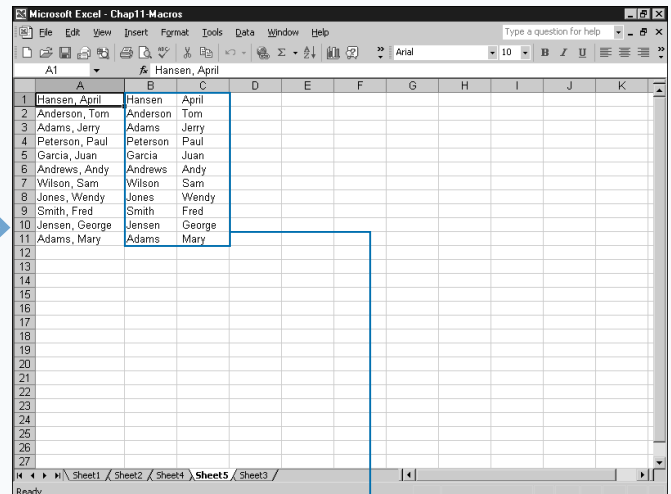 Microsoft Excel - Chap11-Macros
File Edit View Insert Format Tools Data Window Help Type a question for help
Arial 10 B I U
A1 fx Hansen, April
A B C D E F G H I J K
1 Hansen, April Hansen April
2 Anderson, Tom Anderson Tom
3 Adams, Jerry Adams Jerry
4 Peterson, Paul Peterson Paul
5 Garcia, Juan Garcia Juan
6 Andrews, Andy Andrews Andy
7 Wilson, Sam Wilson Sam
8 Jones, Wendy Jones Wendy
9 Smith, Fred Smith Fred
10 Jensen, George Jensen George
11 Adams, Mary Adams Mary
12
13
14
15
16
17
18
19
20
21
22
23
24
25
26
27
Sheet1 Sheet2 Sheet4 Sheet5 Sheet3
Ready